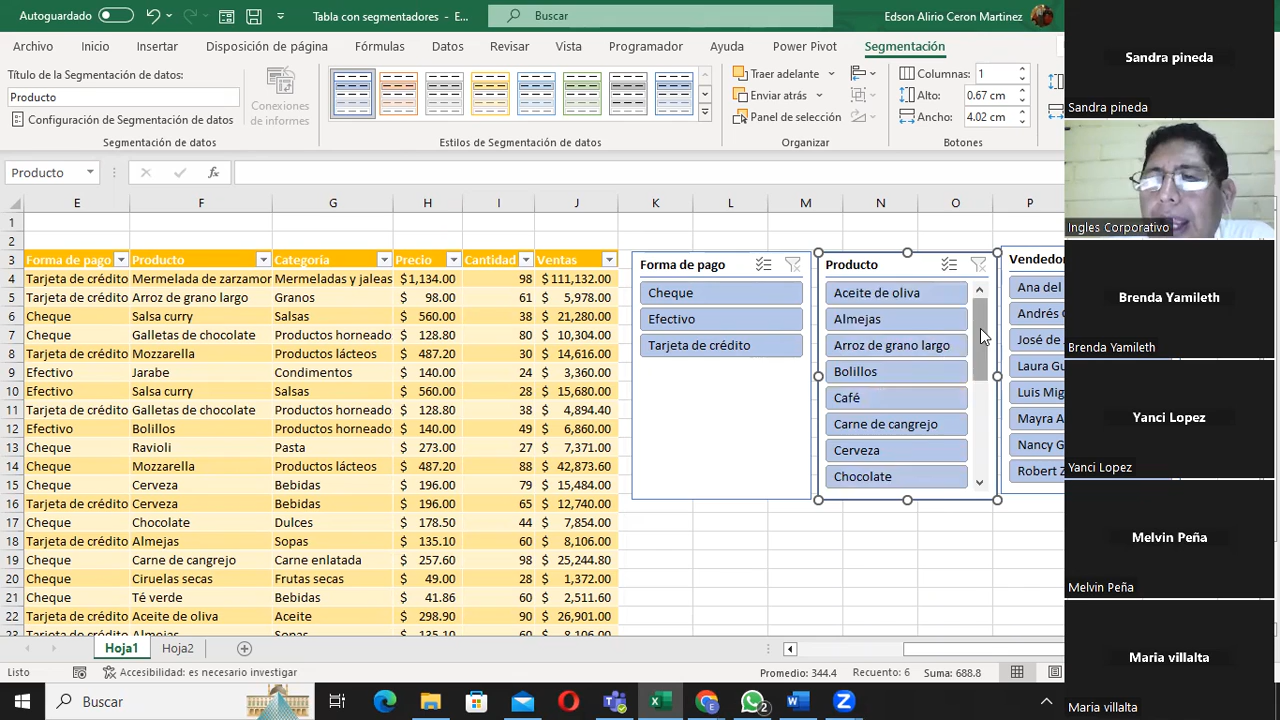 Autoguardado
Tabla con segmentadores - E...
Buscar
Edson Alirio Ceron Martinez
Archivo Inicio Insertar Disposición de página Fórmulas Datos Revisar Vista Programador Ayuda Power Pivot Segmentación
Título de la Segmentación de datos:
Producto
Configuración de Segmentación de datos
Segmentación de datos
Conexiones
de informes
Estilos de Segmentación de datos
Traer adelante
Enviar atrás
Panel de selección
Organizar
Columnas: 1
Alto: 0.67 cm
Ancho: 4.02 cm
Botones
Producto
fx
E F G H I J K L M N O P
1
2
3 Forma de pago Producto Categoría Precio Cantidad Ventas
4 Tarjeta de crédito Mermelada de zarzamor Mermeladas y jaleas $1,134.00 98 $111,132.00
5 Tarjeta de crédito Arroz de grano largo Granos $ 98.00 61 $ 5,978.00
6 Cheque Salsa curry Salsas $ 560.00 38 $ 21,280.00
7 Cheque Galletas de chocolate Productos horneado $ 128.80 80 $ 10,304.00
8 Tarjeta de crédito Mozzarella Productos lácteos $ 487.20 30 $ 14,616.00
9 Efectivo Jarabe Condimentos $ 140.00 24 $ 3,360.00
10 Efectivo Salsa curry Salsas $ 560.00 28 $ 15,680.00
11 Tarjeta de crédito Galletas de chocolate Productos horneado $ 128.80 38 $ 4,894.40
12 Efectivo Bolillos Productos horneado $ 140.00 49 $ 6,860.00
13 Cheque Ravioli Pasta $ 273.00 27 $ 7,371.00
14 Cheque Mozzarella Productos lácteos $ 487.20 88 $ 42,873.60
15 Cheque Cerveza Bebidas $ 196.00 79 $ 15,484.00
16 Tarjeta de crédito Cerveza Bebidas $ 196.00 65 $ 12,740.00
17 Cheque Chocolate Dulces $ 178.50 44 $ 7,854.00
18 Tarjeta de crédito Almejas Sopas $ 135.10 60 $ 8,106.00
19 Cheque Carne de cangrejo Carne enlatada $ 257.60 98 $ 25,244.80
20 Cheque Ciruelas secas Frutas secas $ 49.00 28 $ 1,372.00
21 Cheque Té verde Bebidas $ 41.86 60 $ 2,511.60
22 Tarjeta de crédito Aceite de oliva Aceite $ 298.90 90 $ 26,901.00
23 Tarjeta de crédito Almejas Sopas $ 135.10 60 $ 8,106.00
Forma de pago
Cheque
Efectivo
Tarjeta de crédito
Producto
Aceite de oliva
Almejas
Arroz de grano largo
Bolillos
Café
Carne de cangrejo
Cerveza
Chocolate
Vendedor
Ana del
Andrés
José de
Laura Gu
Luis Mig
Mayra A
Nancy G
Robert Z
Hoja1 Hoja2
Listo
Accesibilidad: es necesario investigar
Promedio: 344.4 Recuento: 6 Suma: 688.8
Buscar
2
Sandra pineda
Sandra pineda
Ingles Corporativo
Brenda Yamileth
Brenda Yamileth
Yanci Lopez
Yanci Lopez
Melvin Peña
Melvin Peña
Maria villalta
Maria villalta